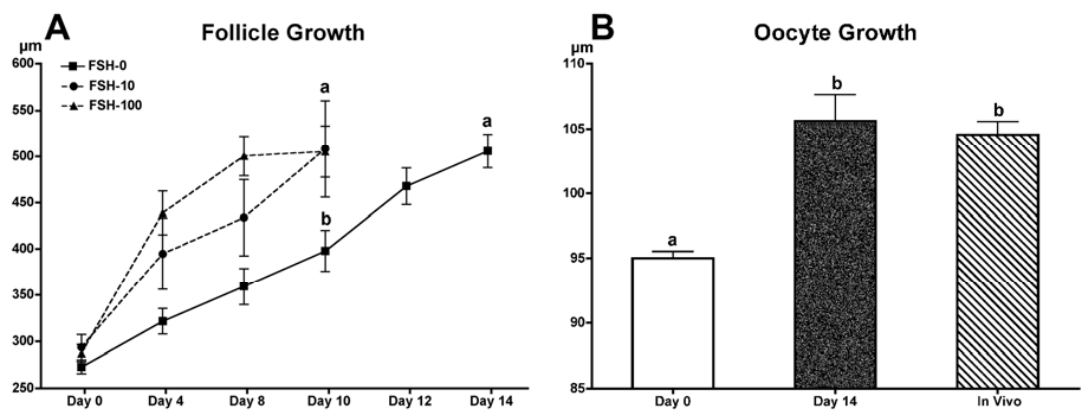 A
Follicle Growth
µm
600
550
500
450
400
350
300
250
FSH-0
FSH-10
FSH-100
a
a
b
Day 0 Day 4 Day 8 Day 10 Day 12 Day 14
B
Oocyte Growth
µm
110
105
100
95
90
85
a
b
b
Day 0 Day 14 In Vivo